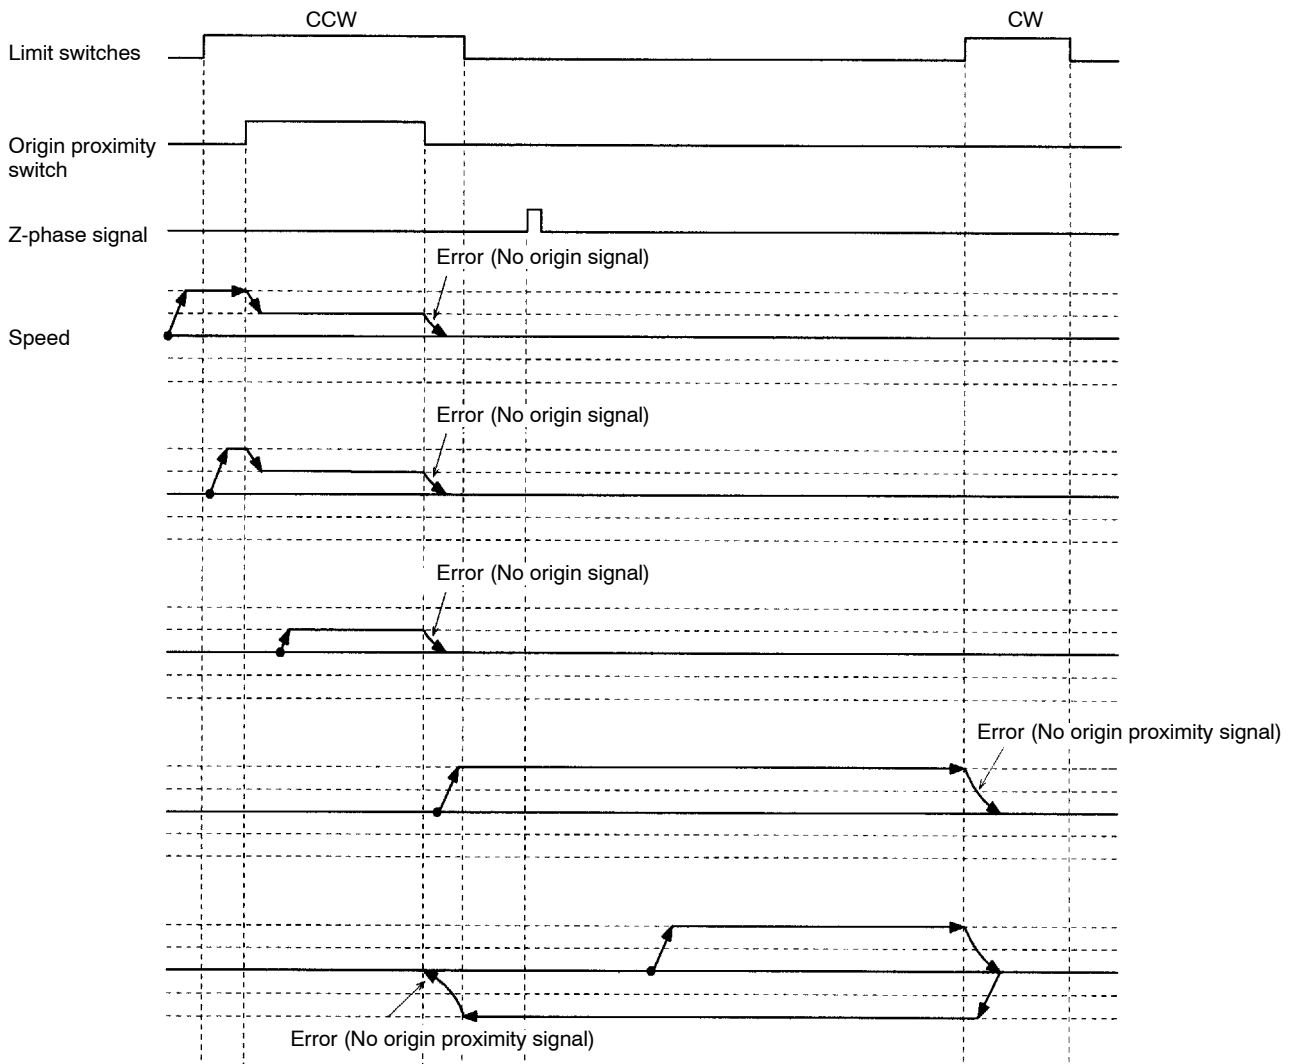 CCW
CW
Limit switches
Origin proximity
switch
Z-phase signal
Error (No origin signal)
Speed
Error (No origin signal)
Error (No origin signal)
Error (No origin proximity signal)
Error (No origin proximity signal)